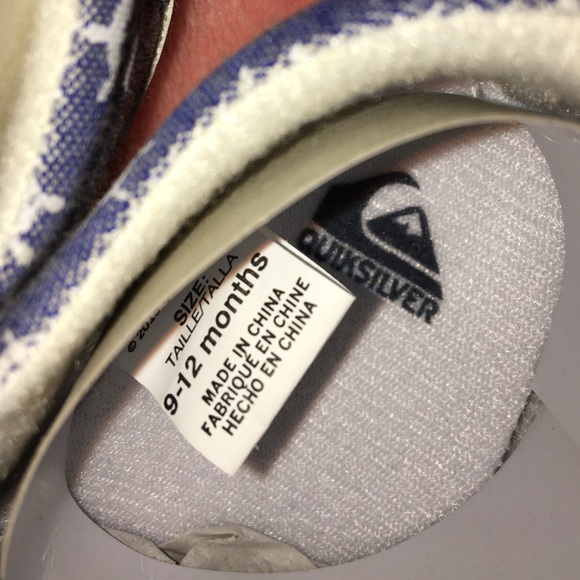 SIZE:
TAILLE/TALLA
9-12 months
MADE IN CHINA
FABRIQUÉ EN CHINE
HECHO EN CHINA
QUIKSILVER